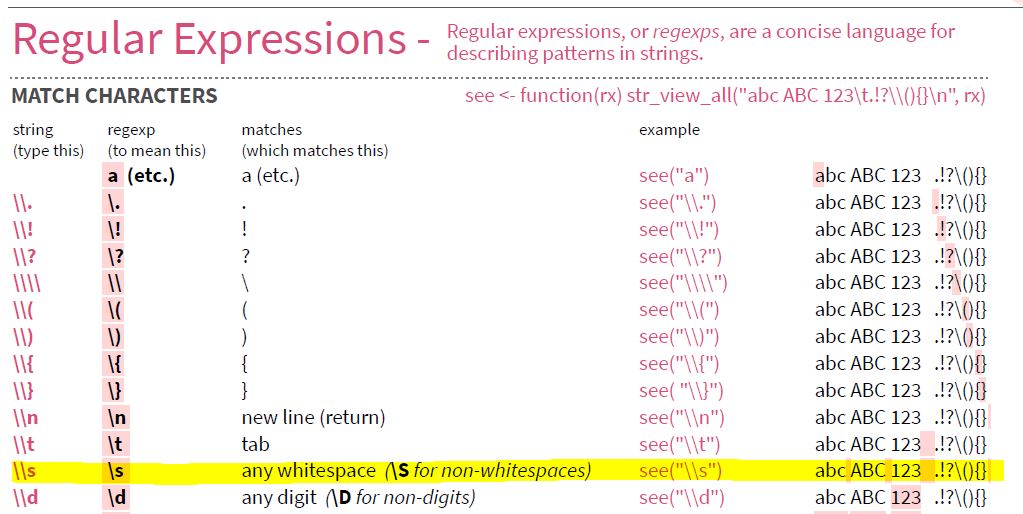 Regular Expressions - Regular expressions, or regexps, are a concise language for
describing patterns in strings.
MATCH CHARACTERS see <- function(rx) str_view_all("abc ABC 123\t.!?\\(){}\n", rx)
string regexp matches example
(type this) (to mean this) (which matches this)
a (etc.) a (etc.) see("a") abc ABC 123 .!?\(){}
\\. \. . see("\\.") abc ABC 123 .!?\(){}
\\! \! ! see("\\!") abc ABC 123 .!?\(){}
\\? \? ? see("\\?") abc ABC 123 .!?\(){}
\\\\ \\ \ see("\\\\") abc ABC 123 .!?\(){}
\\( \( ( see("\\(") abc ABC 123 .!?\(){}
\\) \) ) see("\\)") abc ABC 123 .!?\(){}
\\{ \{ { see("\\{") abc ABC 123 .!?\(){}
\\} \} } see( "\\}") abc ABC 123 .!?\(){}
\\n \n new line (return) see("\\n") abc ABC 123 .!?\(){}
\\t \t tab see("\\t") abc ABC 123 .!?\(){}
\\s \s any whitespace (\S for non-whitespaces) see("\\s") abc ABC 123 .!?\(){}
\\d \d any digit (\D for non-digits) see("\\d") abc ABC 123 .!?\(){}